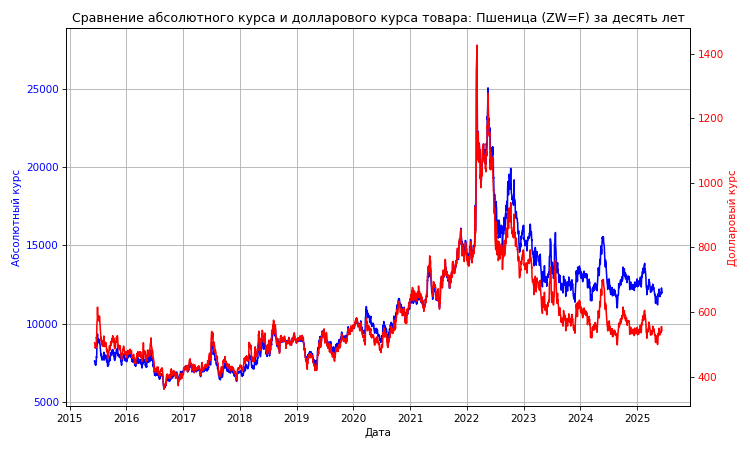 Сравнение абсолютного курса и долларового курса товара: Пшеница (ZW=F) за десять лет
Абсолютный курс
25000
20000
15000
10000
5000
1400
1200
1000
800
600
400
Долларовый курс
2015 2016 2017 2018 2019 2020 2021 2022 2023 2024 2025
Дата